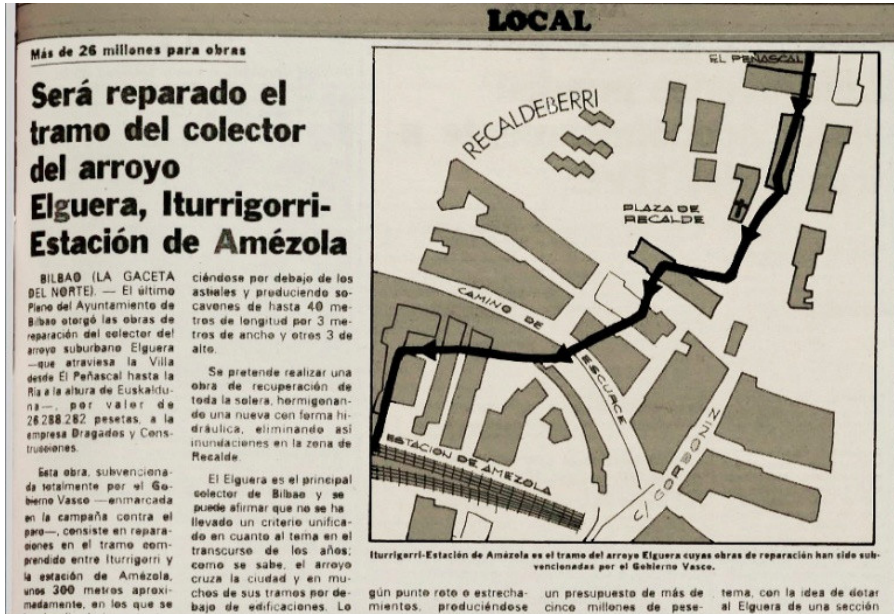 LOCAL
Más de 26 millones para obras
Será reparado el
tramo del colector
del arroyo
Elguera, Iturrigorri-
Estación de Amézola
BILBAO (LA GACETA
DEL NORTE). — El último
Pleno del Ayuntamiento de
Bilbao otorgó las obras de
reparación del colector del
arroyo suburbano Elguera
—que atraviesa la Villa
desde El Peñascal hasta la
Ría a la altura de Euskaldu-
na—, por valor de
26.288.262 pesetas, a la
empresa Dragados y Cons-
trucciones.
Esta obra, subvenciona-
da totalmente por el Go-
bierno Vasco —enmarcada
en la campaña contra el
paro—, consiste en repara-
ciones en el tramo com-
prendido entre Iturrigorri y
la estación de Amézola,
unos 300 metros aproxi-
madamente, en los que se
ciéndose por debajo de los
astiales y produciendo so-
cavones de hasta 40 me-
tros de longitud por 3 me-
tros de ancho y otros 3 de
alto.
Se pretende realizar una
obra de recuperación de
toda la solera, hormigonan-
do una nueva con forma hi-
dráulica, eliminando así
inundaciones en la zona de
Recalde.
El Elguera es el principal
colector de Bilbao y se
puede afirmar que no se ha
llevado un criterio unifica-
do en cuanto al tema en el
transcurso de los años;
como se sabe, el arroyo
cruza la ciudad y en mu-
chos de sus tramos por de-
bajo de edificaciones. Lo
EL PEÑASCAL
RECALDEBERRI
PLAZA DE
RECALDE
CAMINO DE
ESCURCE
ESTACION DE AMEZOLA
C/ GORBONIZ
Iturrigorri-Estación de Amézola es el tramo del arroyo Elguera cuyas obras de reparación han sido sub-
vencionadas por el Gobierno Vasco.
gún punto roto o estrecha-
mientos, produciéndose
un presupuesto de más de
cinco millones de pese-
tema, con la idea de dotar
al Elguera de una sección